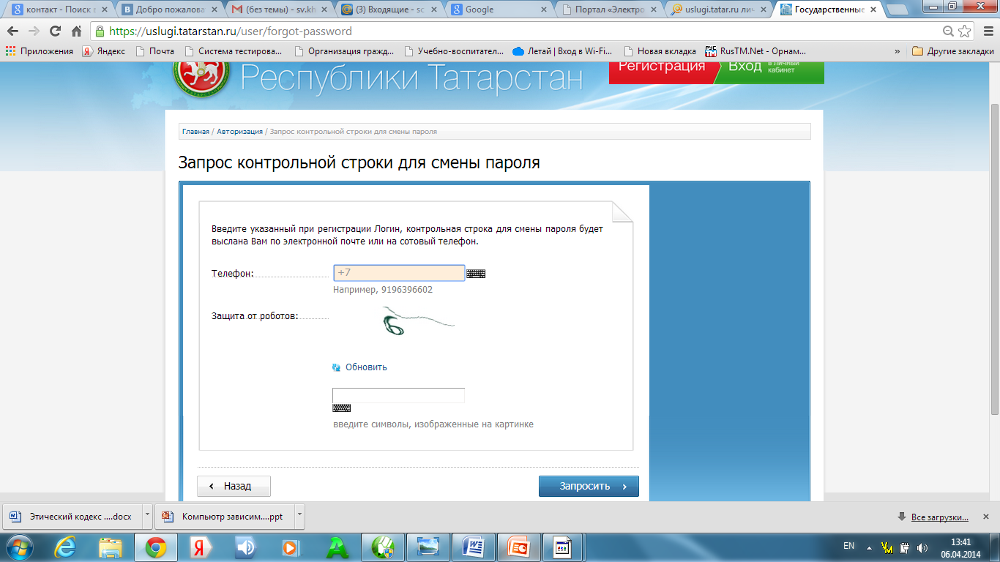 контакт - Поиск в
Добро пожалова
(без темы) - sv.kh
(3) Входящие - sc
Google
Портал «Электро
uslugi.tatar.ru ли
Государственные
https://uslugi.tatarstan.ru/user/forgot-password
Приложения
Яндекс
Почта
Система тестирова...
Организация гражд...
Учебно-воспитател...
Летай | Вход в Wi-Fi...
Новая вкладка
RusTM.Net - Орнам...
»
Другие закладки
Республики Татарстан
Регистрация
Вход
в личный
кабинет
Главная / Авторизация / Запрос контрольной строки для смены пароля
Запрос контрольной строки для смены пароля
Введите указанный при регистрации Логин, контрольная строка для смены пароля будет
выслана Вам по электронной почте или на сотовый телефон.
Телефон:
+7
Например, 9196396602
Защита от роботов:
Обновить
введите символы, изображенные на картинке
Назад
Запросить
Этический кодекс ....docx
Компьютр зависим....ppt
Все загрузки...
EN
13:41
06.04.2014